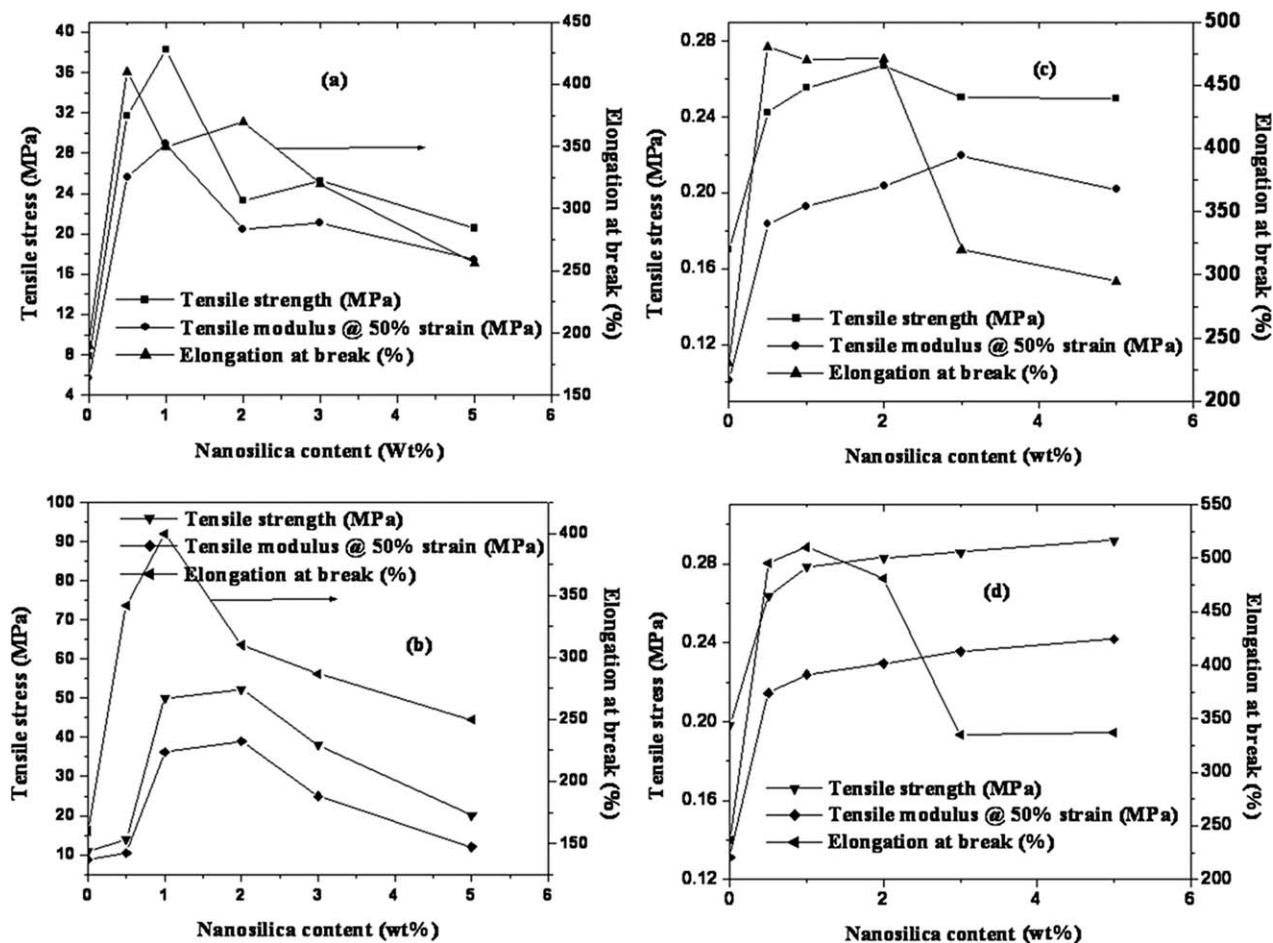 (a)
450
400
350
300
250
200
150
40
36
32
28
24
20
16
12
8
4
Tensile stress (MPa)
Elongation at break (%)
Tensile strength (MPa)
Tensile modulus @ 50% strain (MPa)
Elongation at break (%)
0 1 2 3 4 5 6
Nanosilica content (Wt%)
(c)
500
450
400
350
300
250
200
0.28
0.24
0.20
0.16
0.12
Tensile stress (MPa)
Elongation at break (%)
Tensile strength (MPa)
Tensile modulus @ 50% strain (MPa)
Elongation at break (%)
0 2 4 6
Nanosilica content (wt%)
(b)
100
90
80
70
60
50
40
30
20
10
400
350
300
250
200
150
Tensile stress (MPa)
Elongation at break (%)
Tensile strength (MPa)
Tensile modulus @ 50% strain (MPa)
Elongation at break (%)
0 1 2 3 4 5 6
Nanosilica content (wt%)
(d)
550
500
450
400
350
300
250
200
0.28
0.24
0.20
0.16
0.12
Tensile stress (MPa)
Elongation at break (%)
Tensile strength (MPa)
Tensile modulus @ 50% strain (MPa)
Elongation at break (%)
0 2 4 6
Nanosilica content (wt%)